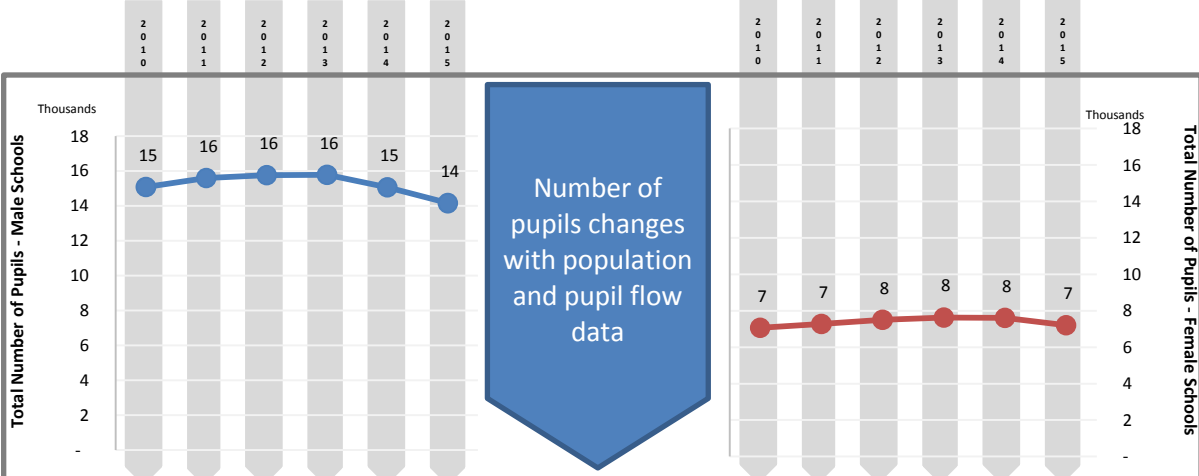 2010 2011 2012 2013 2014 2015
2010 2011 2012 2013 2014 2015
Total Number of Pupils - Male Schools
Thousands
18
16
14
12
10
8
6
4
2
-
15 16 16 16 15 14
Number of
pupils changes
with population
and pupil flow
data
7 7 8 8 8 7
Thousands
18
16
14
12
10
8
6
4
2
-
Total Number of Pupils - Female Schools